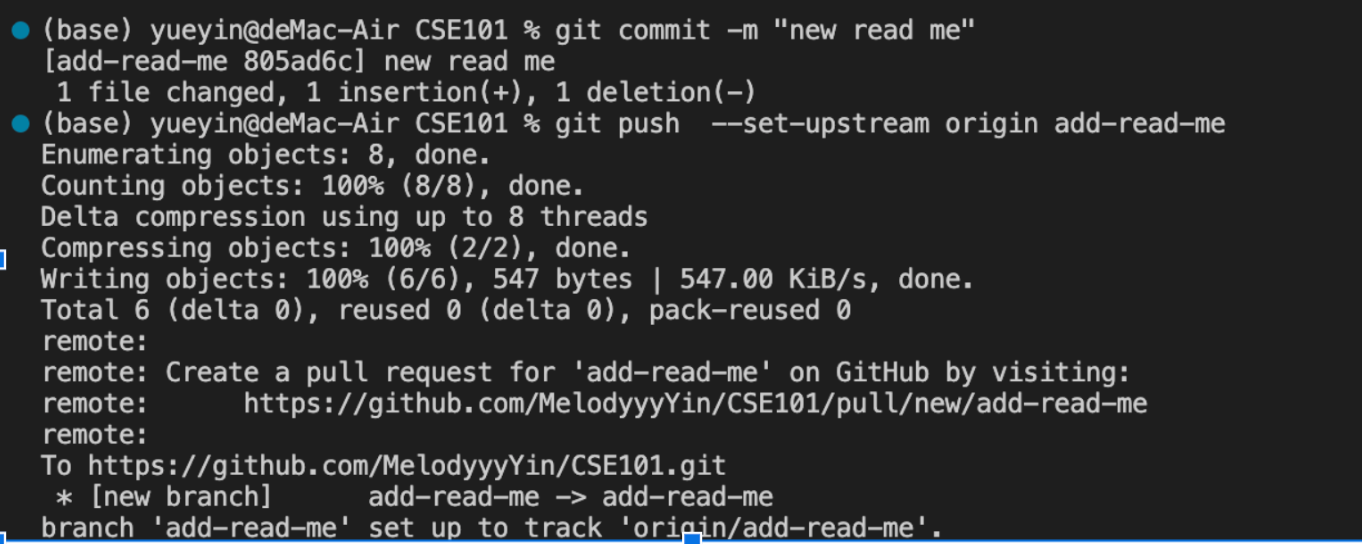 (base) yueyin@deMac-Air CSE101 % git commit -m "new read me"
[add-read-me 805ad6c] new read me
 1 file changed, 1 insertion(+), 1 deletion(-)
(base) yueyin@deMac-Air CSE101 % git push  --set-upstream origin add-read-me
Enumerating objects: 8, done.
Counting objects: 100% (8/8), done.
Delta compression using up to 8 threads
Compressing objects: 100% (2/2), done.
Writing objects: 100% (6/6), 547 bytes | 547.00 KiB/s, done.
Total 6 (delta 0), reused 0 (delta 0), pack-reused 0
remote:
remote: Create a pull request for 'add-read-me' on GitHub by visiting:
remote:      https://github.com/MelodyyyYin/CSE101/pull/new/add-read-me
remote:
To https://github.com/MelodyyyYin/CSE101.git
 * [new branch]      add-read-me -> add-read-me
branch 'add-read-me' set up to track 'origin/add-read-me'.